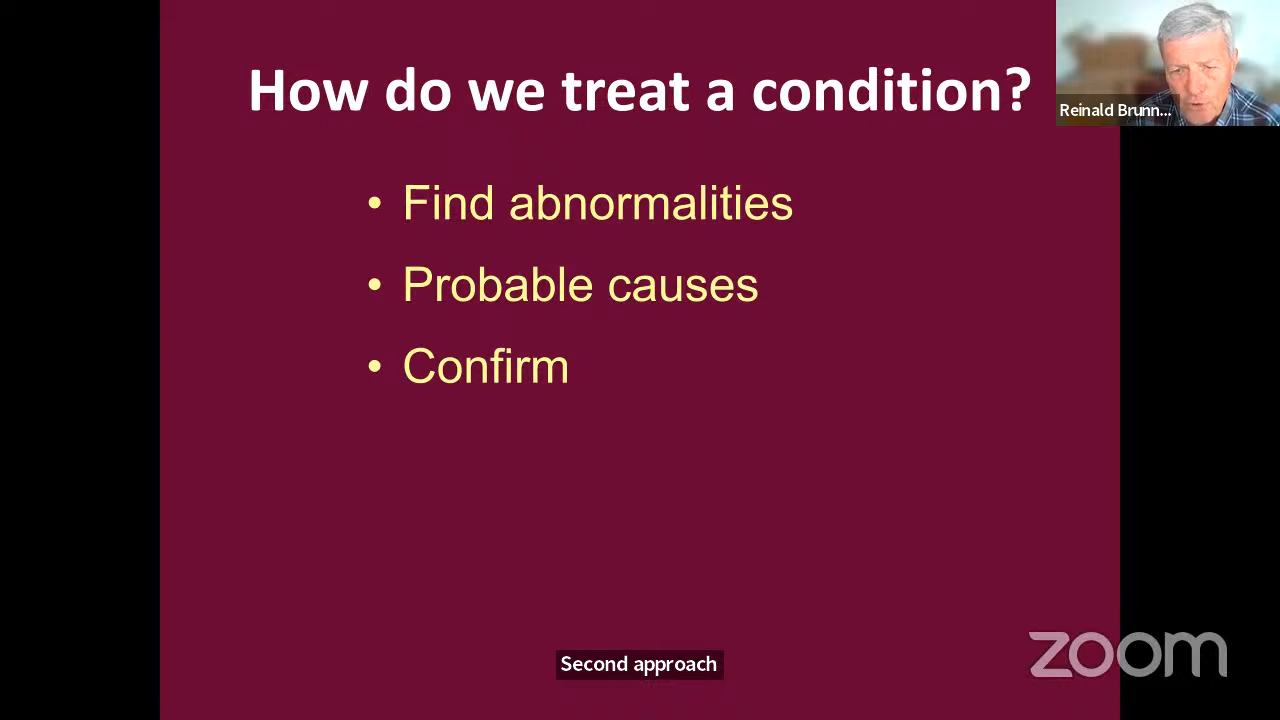 How do we treat a condition?
Reinald Brunn...
• Find abnormalities
• Probable causes
• Confirm
Second approach
zoom